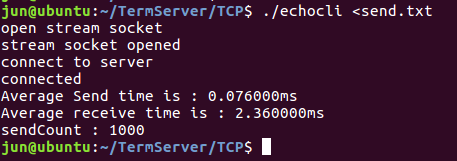 jun@ubuntu:~/TermServer/TCP$ ./echocli <send.txt
open stream socket
stream socket opened
connect to server
connected
Average Send time is : 0.076000ms
Average receive time is : 2.360000ms
sendCount : 1000
jun@ubuntu:~/TermServer/TCP$